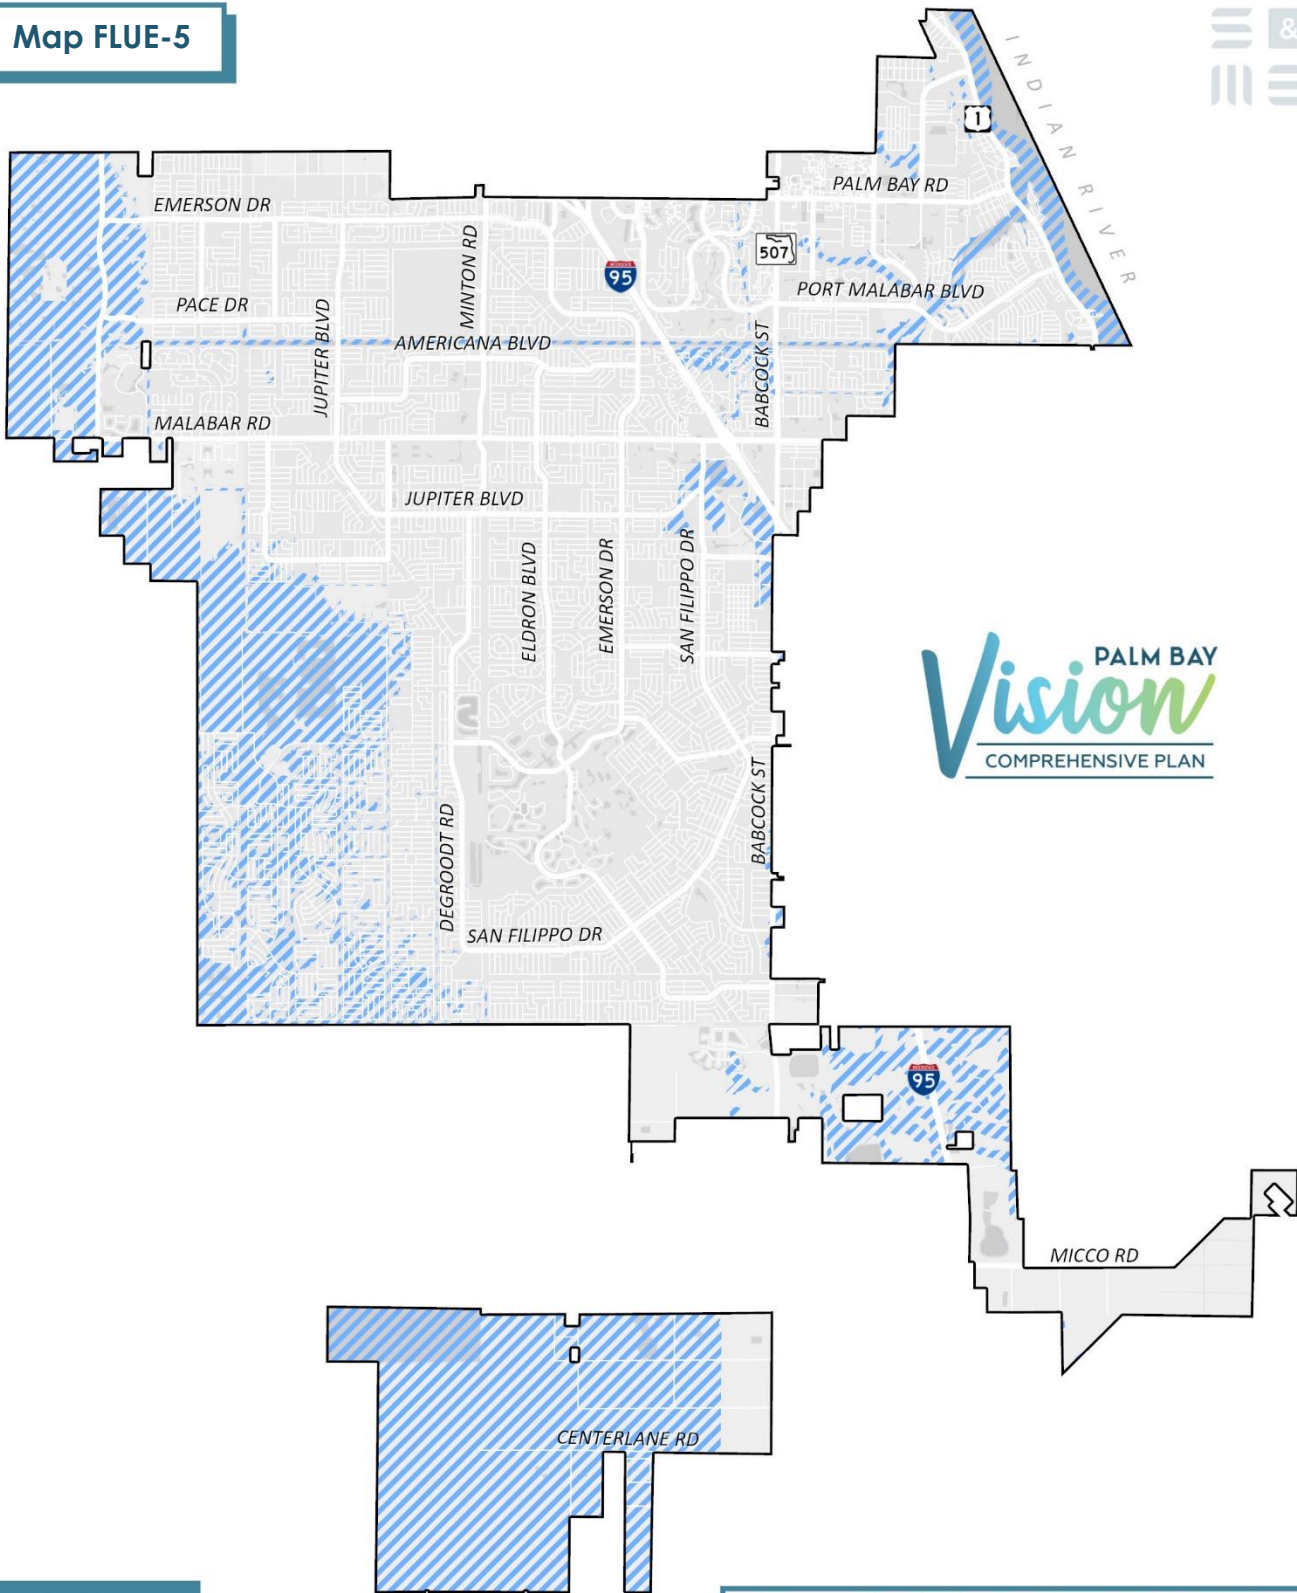 Map FLUE-5
&
INDIAN RIVER
1
PALM BAY RD
EMERSON DR
507
MINTON RD
INTERSTATE
95
PORT MALABAR BLVD
PACE DR
JUPITER BLVD
AMERICANA BLVD
BABCOCK ST
MALABAR RD
JUPITER BLVD
ELDRON BLVD
EMERSON DR
SAN FILIPPO DR
PALM BAY
Vision
COMPREHENSIVE PLAN
BABCOCK ST
DEGROODT RD
SAN FILIPPO DR
INTERSTATE
95
MICCO RD
CENTERLANE RD